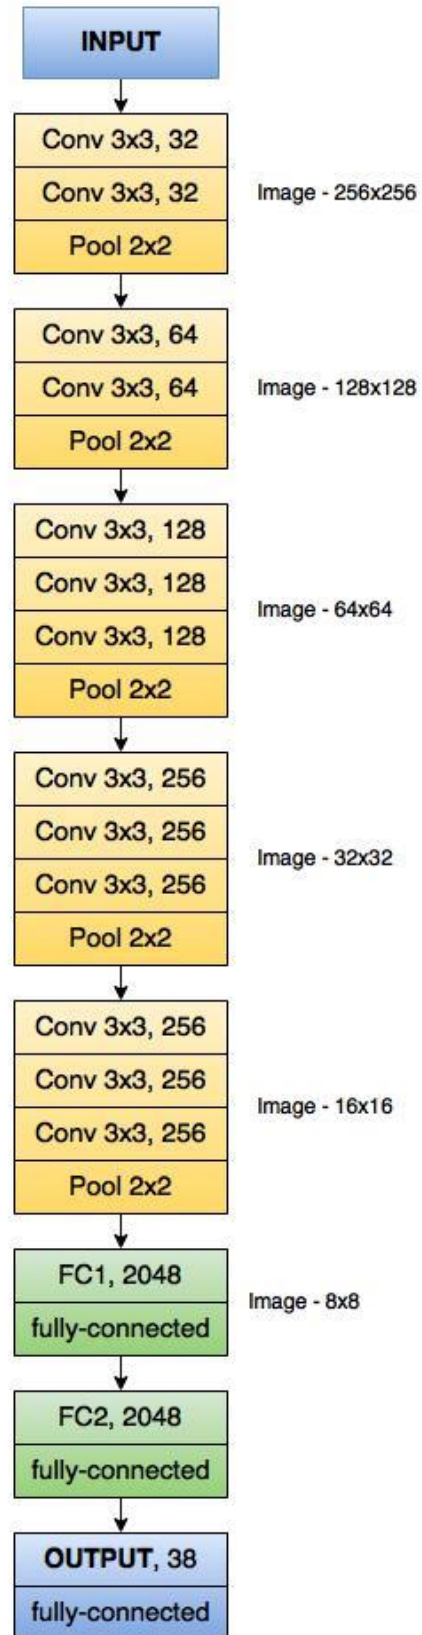 INPUT
Conv 3x3, 32
Conv 3x3, 32
Image - 256x256
Pool 2x2
Conv 3x3, 64
Conv 3x3, 64
Image - 128x128
Pool 2x2
Conv 3x3, 128
Conv 3x3, 128
Image - 64x64
Conv 3x3, 128
Pool 2x2
Conv 3x3, 256
Conv 3x3, 256
Image - 32x32
Conv 3x3, 256
Pool 2x2
Conv 3x3, 256
Conv 3x3, 256
Image - 16x16
Conv 3x3, 256
Pool 2x2
FC1, 2048
Image - 8x8
fully-connected
FC2, 2048
fully-connected
OUTPUT, 38
fully-connected